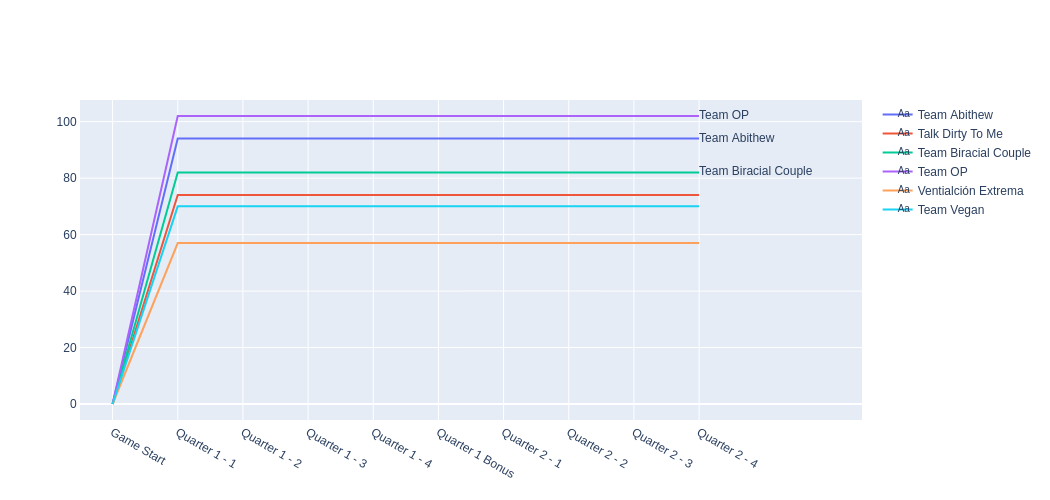 100
80
60
40
20
0
Team OP
Team Abithew
Team Biracial Couple
Game Start
Quarter 1 - 1
Quarter 1 - 2
Quarter 1 - 3
Quarter 1 - 4
Quarter 1 Bonus
Quarter 2 - 1
Quarter 2 - 2
Quarter 2 - 3
Quarter 2 - 4
Aa Team Abithew
Aa Talk Dirty To Me
Aa Team Biracial Couple
Aa Team OP
Aa Ventialción Extrema
Aa Team Vegan